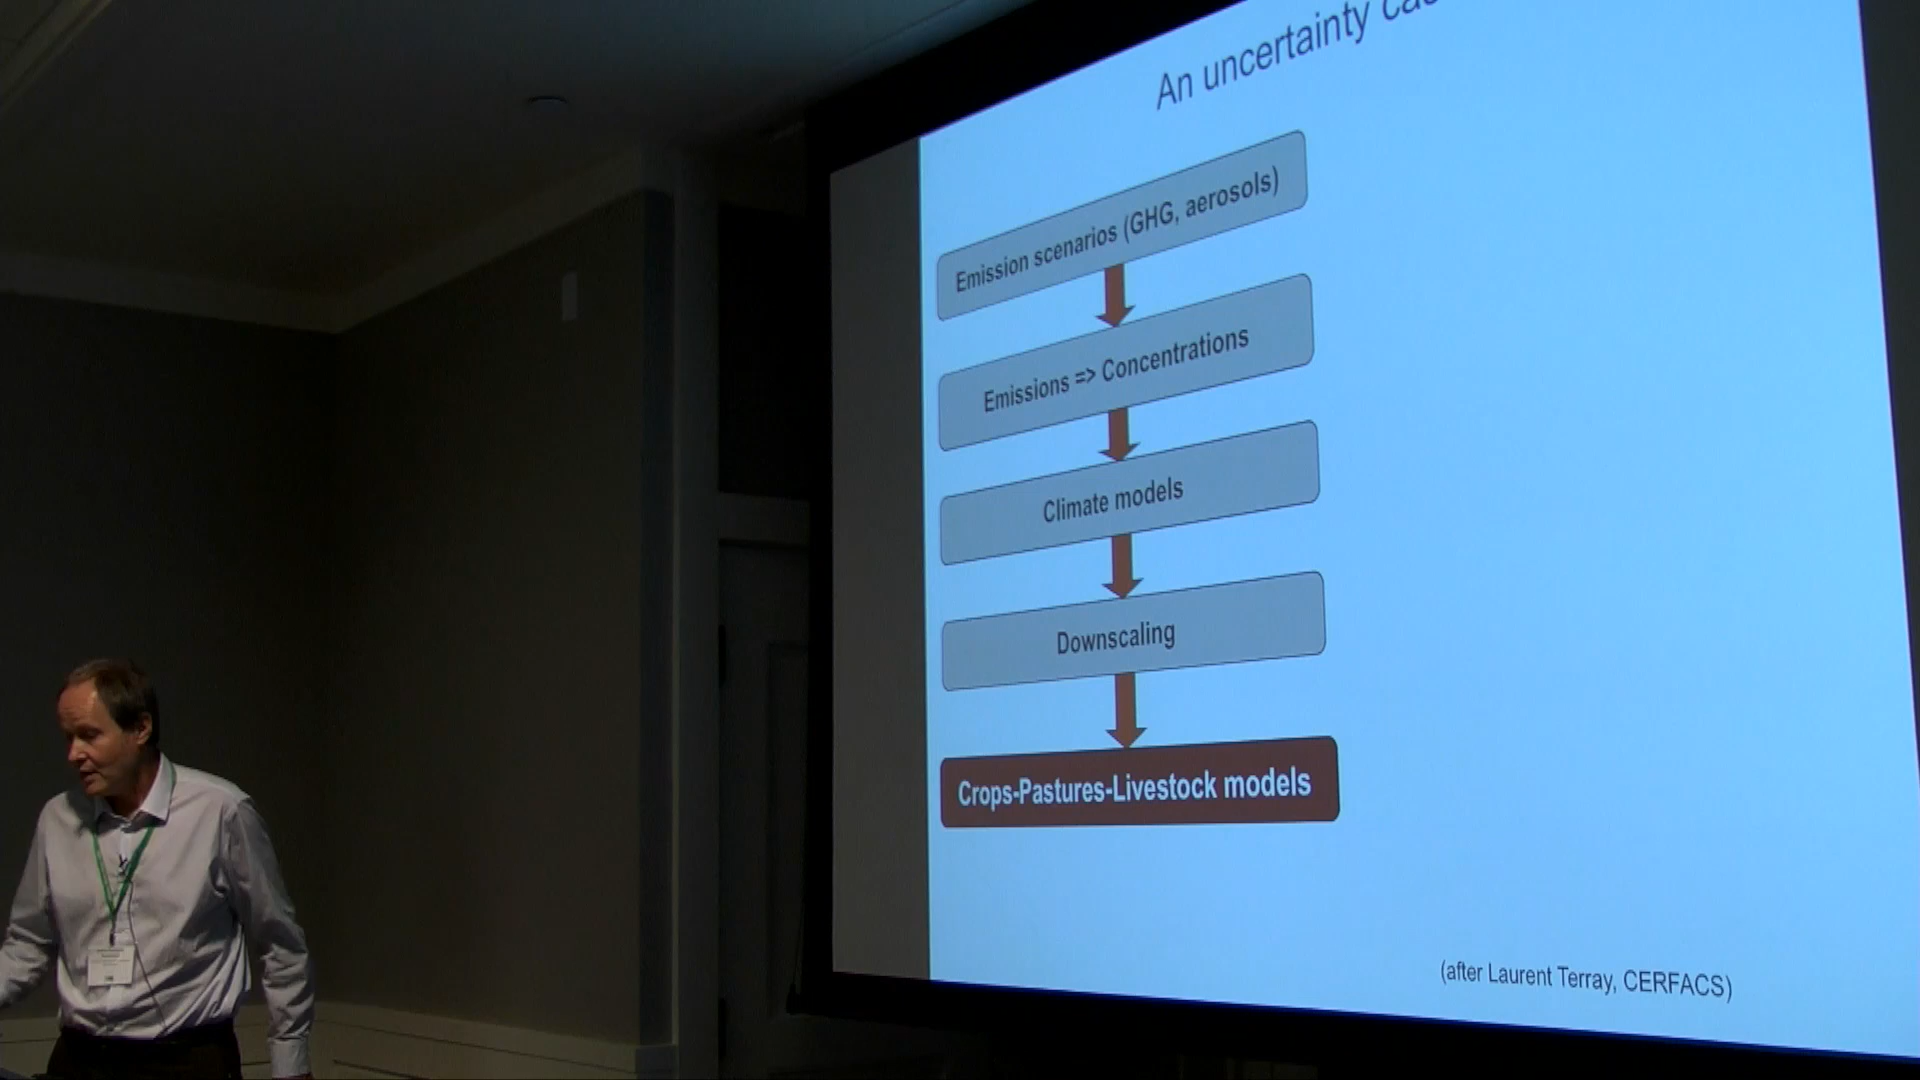 An uncertainty
Emission scenarios (GHG, aerosols)
Emissions => Concentrations
Climate models
Downscaling
Crops-Pastures-Livestock models
(after Laurent Terray, CERFACS)